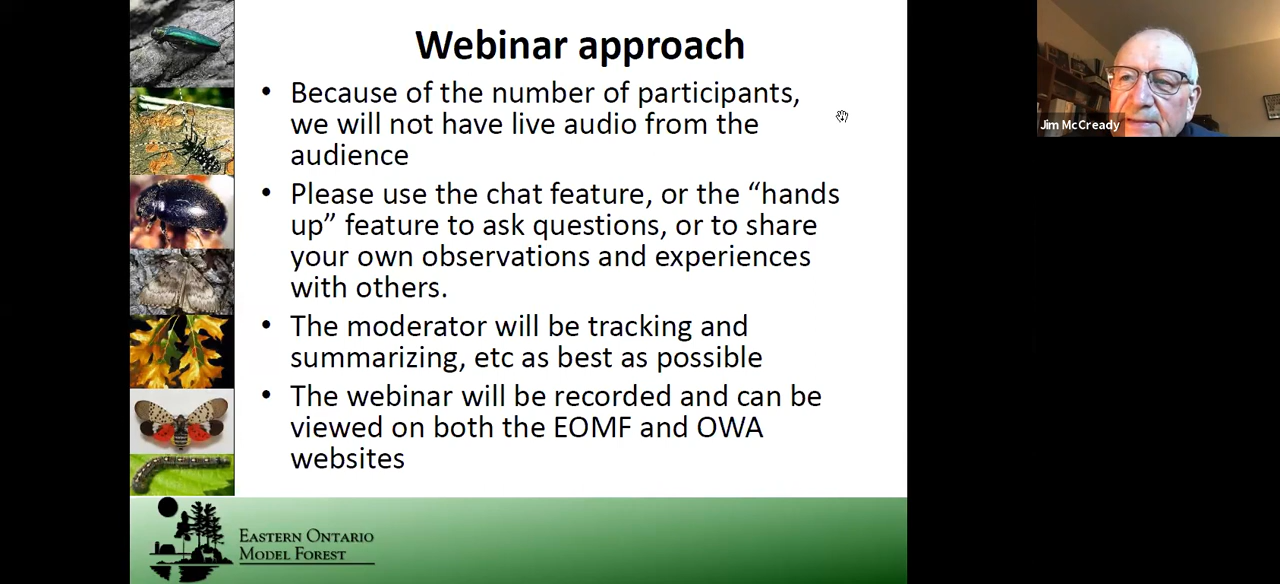 Webinar approach
• Because of the number of participants,
we will not have live audio from the
audience
• Please use the chat feature, or the “hands
up” feature to ask questions, or to share
your own observations and experiences
with others.
• The moderator will be tracking and
summarizing, etc as best as possible
• The webinar will be recorded and can be
viewed on both the EOMF and OWA
websites
EASTERN ONTARIO
MODEL FOREST
Jim McCready